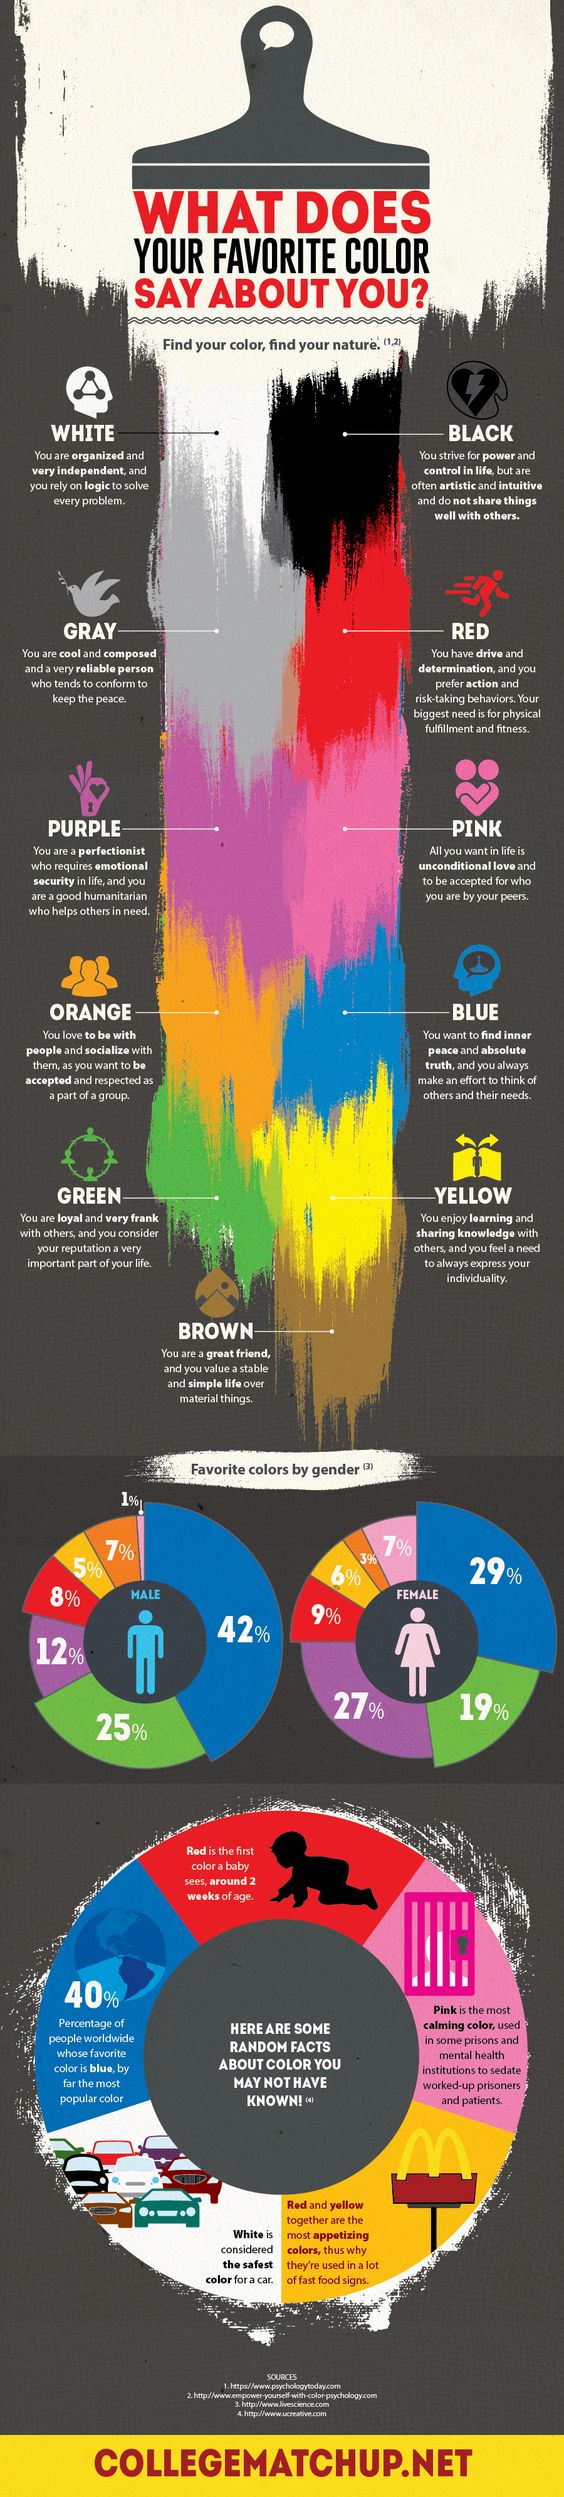 WHAT DOES
YOUR FAVORITE COLOR
SAY ABOUT YOU?
Find your color, find your nature. (1,2)
WHITE
You are organized and
very independent, and
you rely on logic to solve
every problem.
BLACK
You strive for power and
control in life, but are
often artistic and intuitive
and do not share things
well with others.
GRAY
You are cool and composed
and a very reliable person
who tends to conform to
keep the peace.
RED
You have drive and
determination, and you
prefer action and
risk-taking behaviors. Your
biggest need is for physical
fulfillment and fitness.
PURPLE
You are a perfectionist
who requires emotional
security in life, and you
are a good humanitarian
who helps others in need.
PINK
All you want in life is
unconditional love and
to be accepted for who
you are by your peers.
ORANGE
You love to be with
people and socialize with
them, as you want to be
accepted and respected as
a part of a group.
BLUE
You want to find inner
peace and absolute
truth, and you always
make an effort to think of
others and their needs.
GREEN
You are loyal and very frank
with others, and you consider
your reputation a very
important part of your life.
YELLOW
You enjoy learning and
sharing knowledge with
others, and you feel a need
to always express your
individuality.
BROWN
You are a great friend,
and you value a stable
and simple life over
material things.
Favorite colors by gender (3)
MALE
1%
7%
5%
8%
12%
25%
42%
FEMALE
7%
3%
6%
9%
27%
19%
29%
Red is the first
color a baby
sees, around 2
weeks of age.
40%
Percentage of
people worldwide
whose favorite
color is blue, by
far the most
popular color
HERE ARE SOME
RANDOM FACTS
ABOUT COLOR YOU
MAY NOT HAVE
KNOWN! (4)
Pink is the most
calming color, used
in some prisons and
mental health
institutions to sedate
worked-up prisoners
and patients.
White is
considered
the safest
color for a car.
Red and yellow
together are the
most appetizing
colors, thus why
they're used in a lot
of fast food signs.
SOURCES
1. https://www.psychologytoday.com
2. http://www.empower-yourself-with-color-psychology.com
3. http://www.livescience.com
4. http://www.ucreative.com
COLLEGEMATCHUP.NET